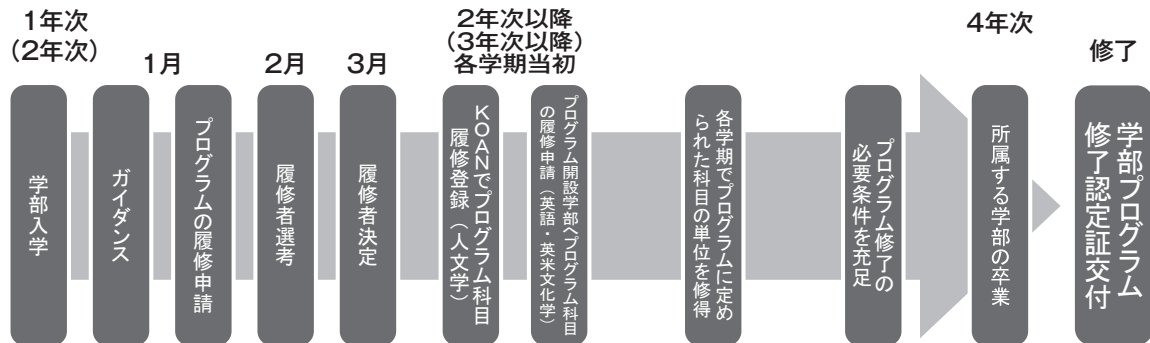 1年次
（2年次）
1月
2月
3月
2年次以降
（3年次以降）
各学期当初
4年次
修了
学部入学
ガイダンス
プログラムの履修申請
履修者選考
履修者決定
KOANでプログラム科目
履修登録（人文学）
プログラム開設学部へプログラム科目
の履修申請（英語・英米文化学）
各学期でプログラムに定め
られた科目の単位を修得
プログラム修了の
必要条件を充足
所属する学部の卒業
学部プログラム
修了認定証交付